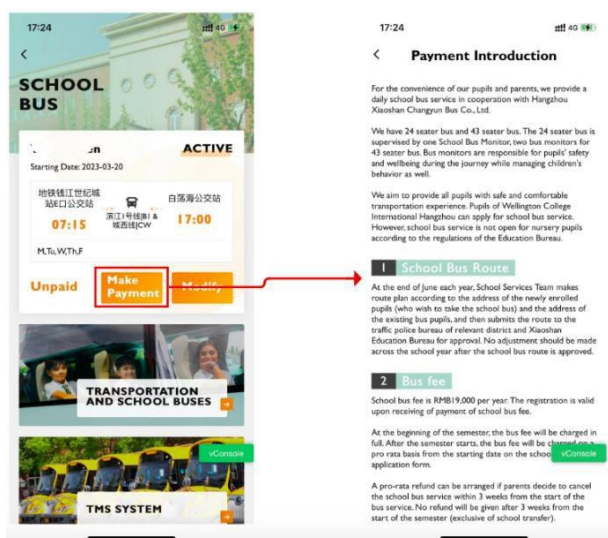 17:24
4G
SCHOOL
BUS
ACTIVE
Starting Date: 2023-03-20
地铁钱江世纪城
站E口公交站
07:15
滨江1号线|B1 &
城西线|CW
白荡海公交站
17:00
M,Tu,W,Th,F
Unpaid
Make
Payment
Modify
TRANSPORTATION
AND SCHOOL BUSES
vConsole
TMS SYSTEM
17:24
4G
Payment Introduction
For the convenience of our pupils and parents, we provide a
daily school bus service in cooperation with Hangzhou
Xiaoshan Changyun Bus Co., Ltd.
We have 24 seater bus and 43 seater bus. The 24 seater bus is
supervised by one School Bus Monitor, two bus monitors for
43 seater bus. Bus monitors are responsible for pupils' safety
and wellbeing during the journey while managing children's
behavior as well.
We aim to provide all pupils with safe and comfortable
transportation experience. Pupils of Wellington College
International Hangzhou can apply for school bus service.
However, school bus service is not open for nursery pupils
according to the regulations of the Education Bureau.
1 School Bus Route
At the end of June each year, School Services Team makes
route plan according to the address of the newly enrolled
pupils (who wish to take the school bus) and the address of
the existing bus pupils, and then submits the route to the
traffic police bureau of relevant district and Xiaoshan
Education Bureau for approval. No adjustment should be made
across the school year after the school bus route is approved.
2 Bus fee
School bus fee is RMB19,000 per year. The registration is valid
upon receiving of payment of school bus fee.
At the beginning of the semester, the bus fee will be charged in
full. After the semester starts, the bus fee will be charged on a
pro rata basis from the starting date on the schoo
vConsole
application form.
A pro-rata refund can be arranged if parents decide to cancel
the school bus service within 3 weeks from the start of the
bus service. No refund will be given after 3 weeks from the
start of the semester (exclusive of school transfer).